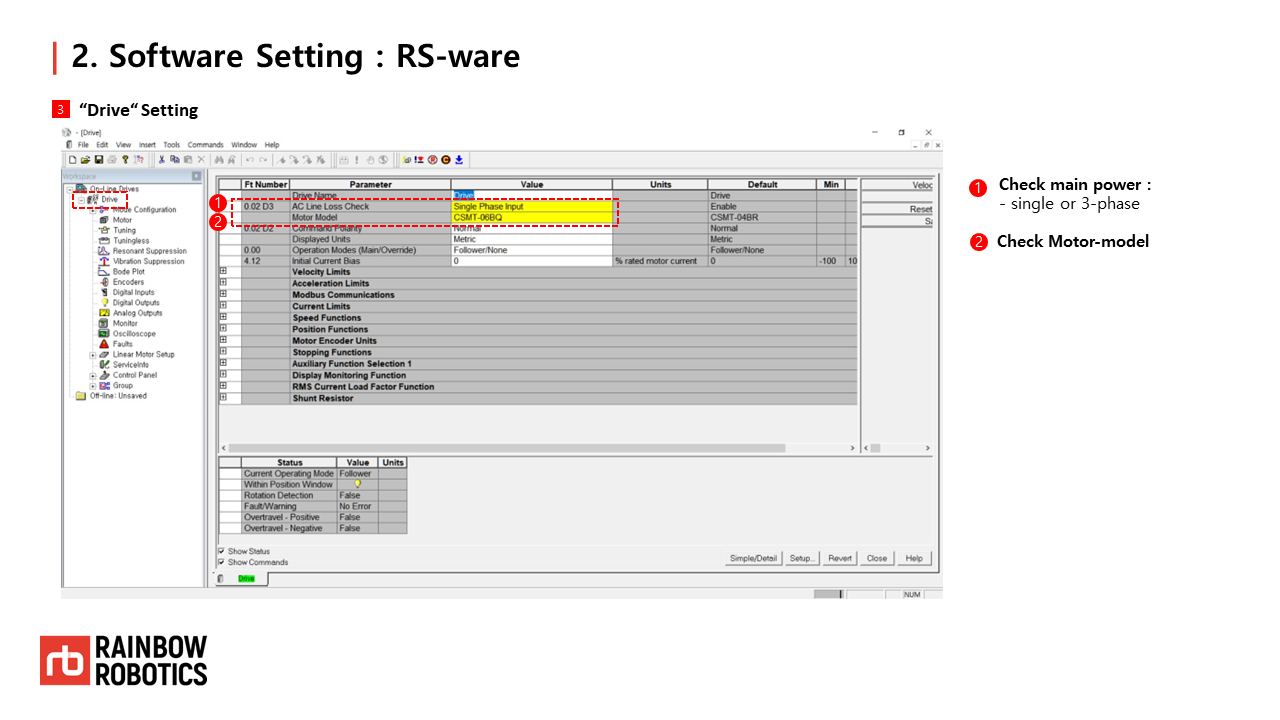 2. Software Setting : RS-ware
3 “Drive“ Setting
- [Drive]
File Edit View Insert Tools Commands Window Help
Workspace
On-Line Drives
Drive
Mode Configuration
Motor
Tuning
Tuningless
Resonant Suppression
Vibration Suppression
Bode Plot
Encoders
Digital Inputs
Digital Outputs
Analog Outputs
Monitor
Oscilloscope
Faults
Linear Motor Setup
ServiceInfo
Control Panel
Group
Off-line: Unsaved
Ft Number Parameter Value Units Default Min
Drive Name Drive Drive
1 0.02 D3 AC Line Loss Check Single Phase Input Enable
2 Motor Model CSMT-06BQ CSMT-04BR
0.02 D2 Command Polarity Normal Normal
Displayed Units Metric Metric
0.00 Operation Modes (Main/Override) Follower/None Follower/None
4.12 Initial Current Bias 0 % rated motor current 0 -100 10
Velocity Limits
Acceleration Limits
Modbus Communications
Current Limits
Speed Functions
Position Functions
Motor Encoder Units
Stopping Functions
Auxiliary Function Selection 1
Display Monitoring Function
RMS Current Load Factor Function
Shunt Resistor
Veloc
Reset
Sa
Status Value Units
Current Operating Mode Follower
Within Position Window
Rotation Detection False
Fault/Warning No Error
Overtravel - Positive False
Overtravel - Negative False
Show Status
Show Commands
Simple/Detail Setup... Revert Close Help
Drive
NUM
1 Check main power :
- single or 3-phase
2 Check Motor-model
RAINBOW
ROBOTICS